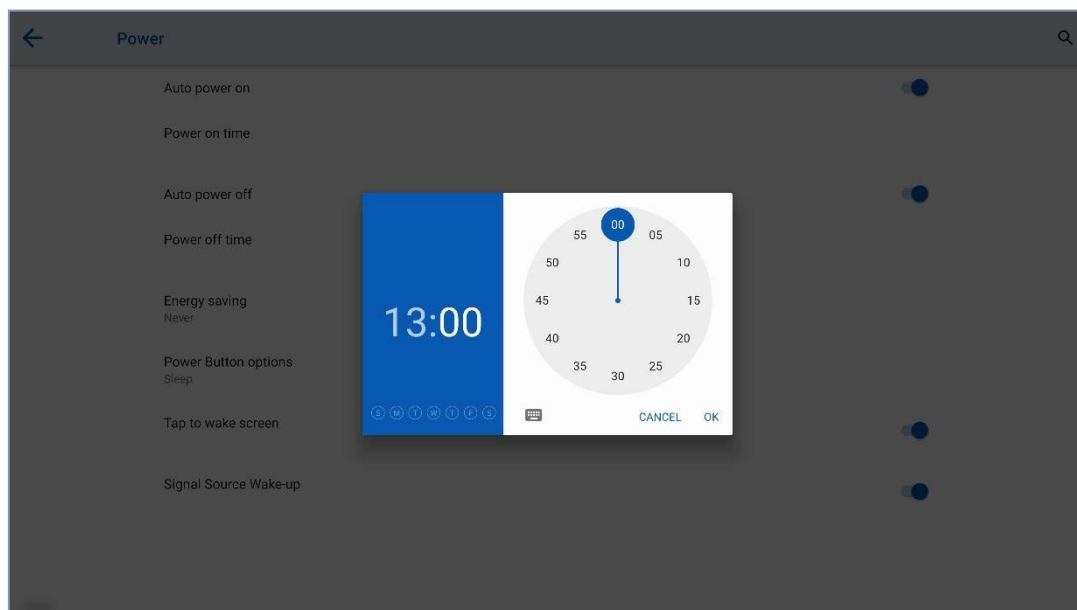 Power
Auto power on
Power on time
Auto power off
Power off time
Energy saving
Never
Power Button options
Sleep
Tap to wake screen
Signal Source Wake-up
13:00
S M T W T F S
00
05
10
15
20
25
30
35
40
45
50
55
CANCEL OK